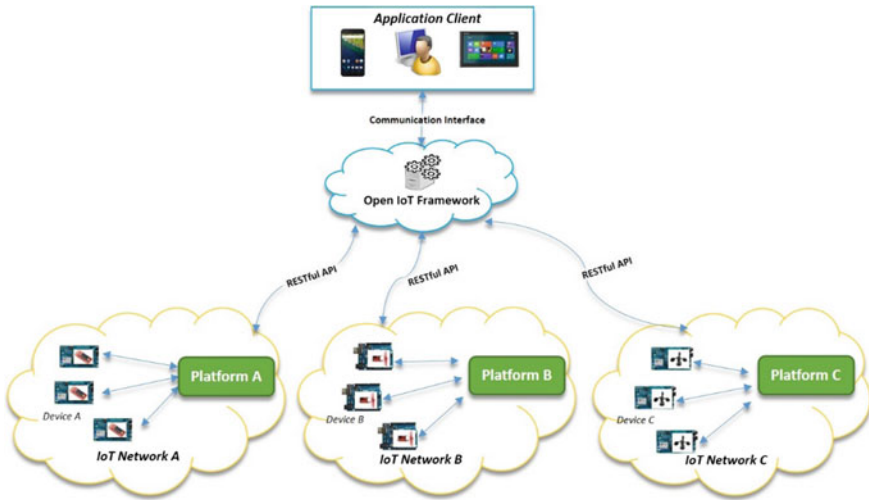 Application Client
Communication Interface
Open IoT Framework
RESTful API
RESTful API
RESTful API
Platform A
Device A
IoT Network A
Platform B
Device B
IoT Network B
Platform C
Device C
IoT Network C